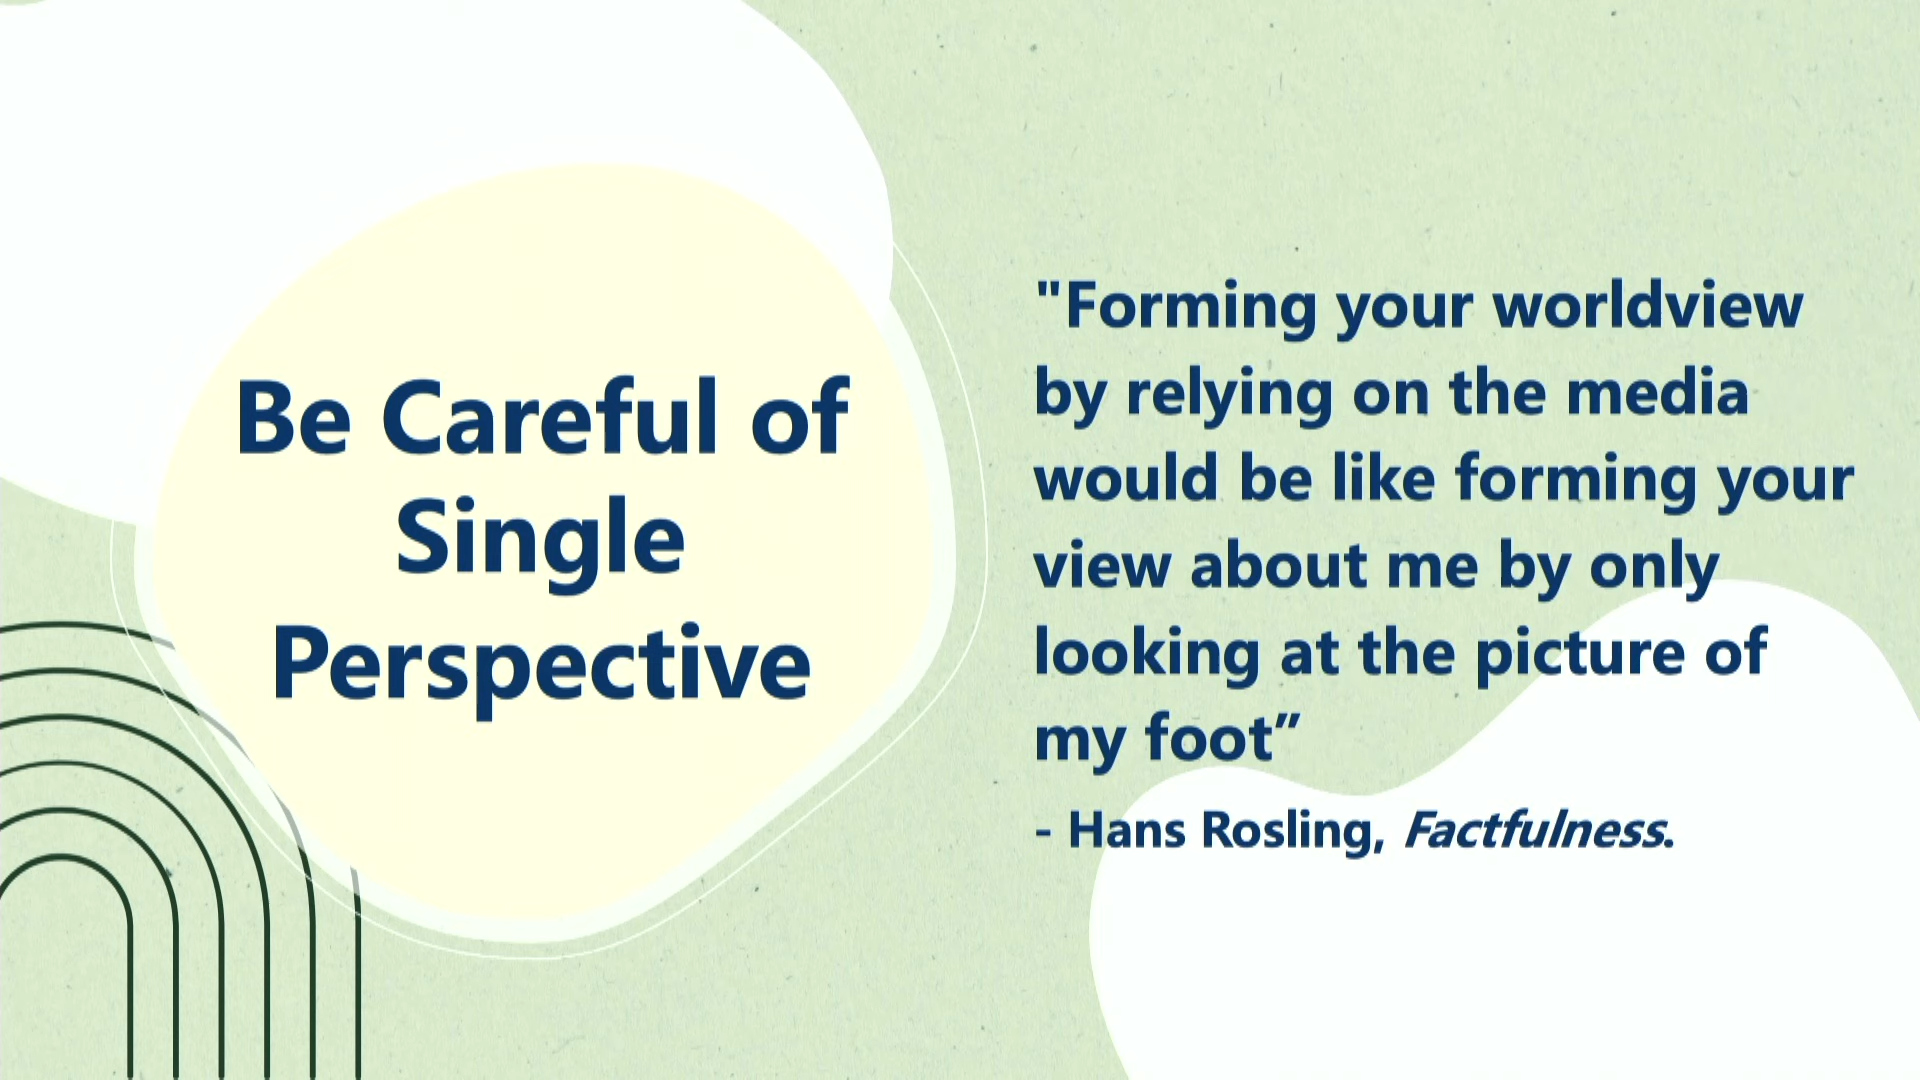 Be Careful of
Single
Perspective
"Forming your worldview
by relying on the media
would be like forming your
view about me by only
looking at the picture of
my foot”
- Hans Rosling, Factfulness.